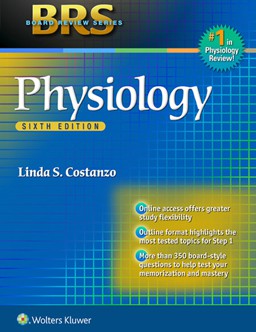 BRS
BOARD REVIEW SERIES
#1 in
Physiology
Review!
Physiology
SIXTH EDITION
Linda S. Costanzo
Online access offers greater
study flexibility
Outline format highlights the
most tested topics for Step 1
More than 350 board-style
questions to help test your
memorization and mastery
Wolters Kluwer